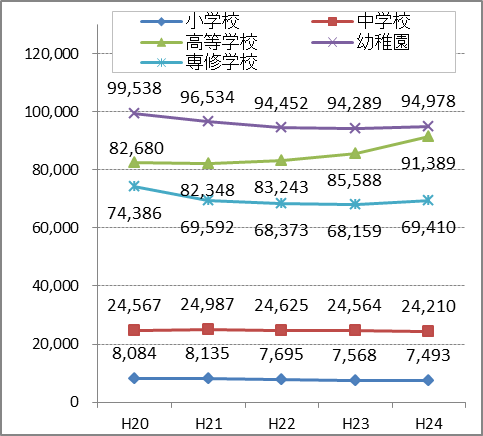 小学校 中学校
高等学校 幼稚園
専修学校
120,000
100,000
80,000
60,000
40,000
20,000
0
99,538 96,534 94,452 94,289 94,978
82,680 82,348 83,243 85,588 91,389
74,386 69,592 68,373 68,159 69,410
24,567 24,987 24,625 24,564 24,210
8,084 8,135 7,695 7,568 7,493
H20 H21 H22 H23 H24